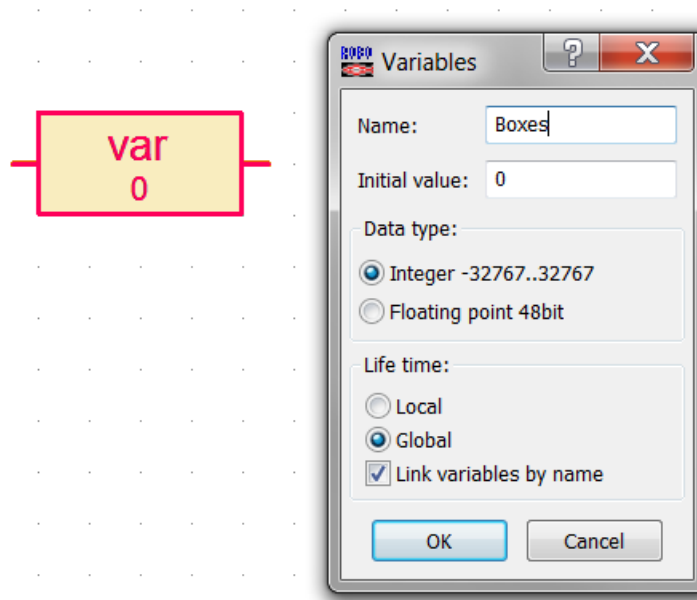 var
0
ROBO
Variables
Name:
Boxes
Initial value:
0
Data type:
Integer -32767..32767
Floating point 48bit
Life time:
Local
Global
Link variables by name
OK
Cancel